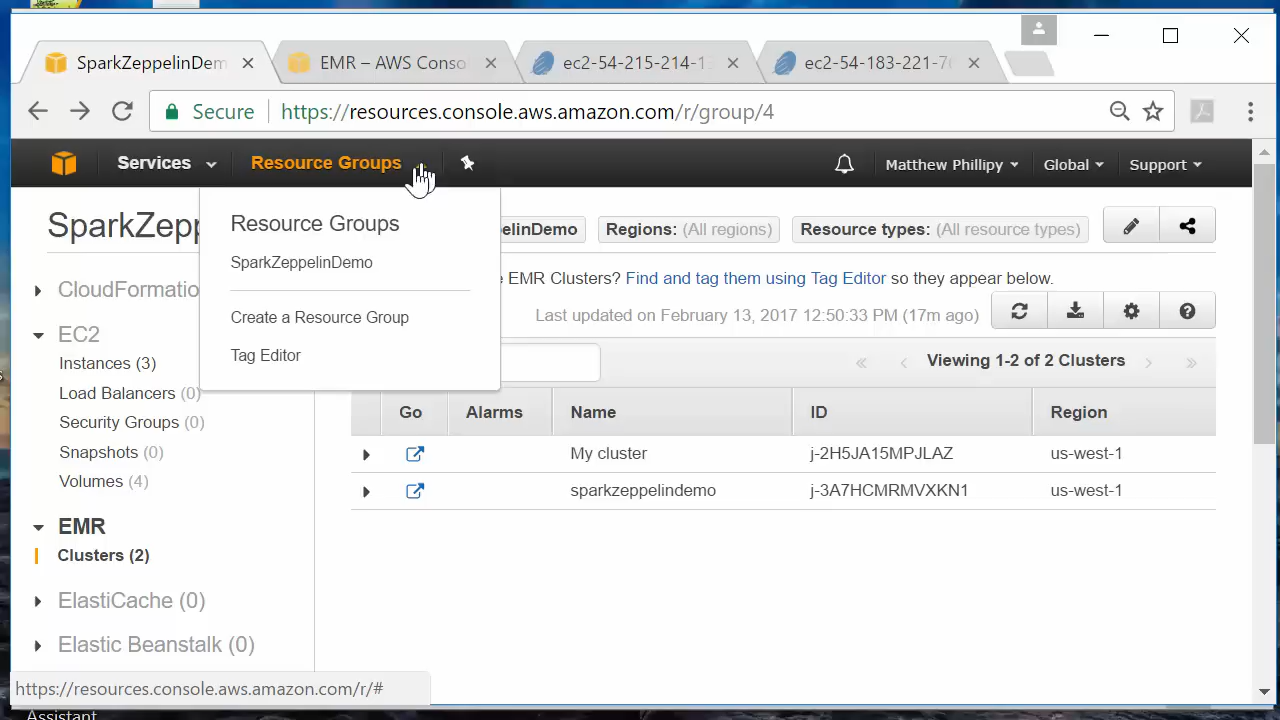 SparkZeppelinDem
EMR – AWS Conso
ec2-54-215-214-1
ec2-54-183-221-76
Secure
https://resources.console.aws.amazon.com/r/group/4
Services
Resource Groups
Matthew Phillipy
Global
Support
Resource Groups
SparkZeppelinDemo
Create a Resource Group
Tag Editor
SparkZepp
elinDemo
Regions: (All regions)
Resource types: (All resource types)
e EMR Clusters? Find and tag them using Tag Editor so they appear below.
Last updated on February 13, 2017 12:50:33 PM (17m ago)
Viewing 1-2 of 2 Clusters
CloudFormatio
EC2
Instances (3)
Load Balancers (0)
Security Groups (0)
Snapshots (0)
Volumes (4)
EMR
Clusters (2)
ElastiCache (0)
Elastic Beanstalk (0)
Go Alarms Name ID Region
My cluster j-2H5JA15MPJLAZ us-west-1
sparkzeppelindemo j-3A7HCMRMVXKN1 us-west-1
https://resources.console.aws.amazon.com/r/#
Assistant